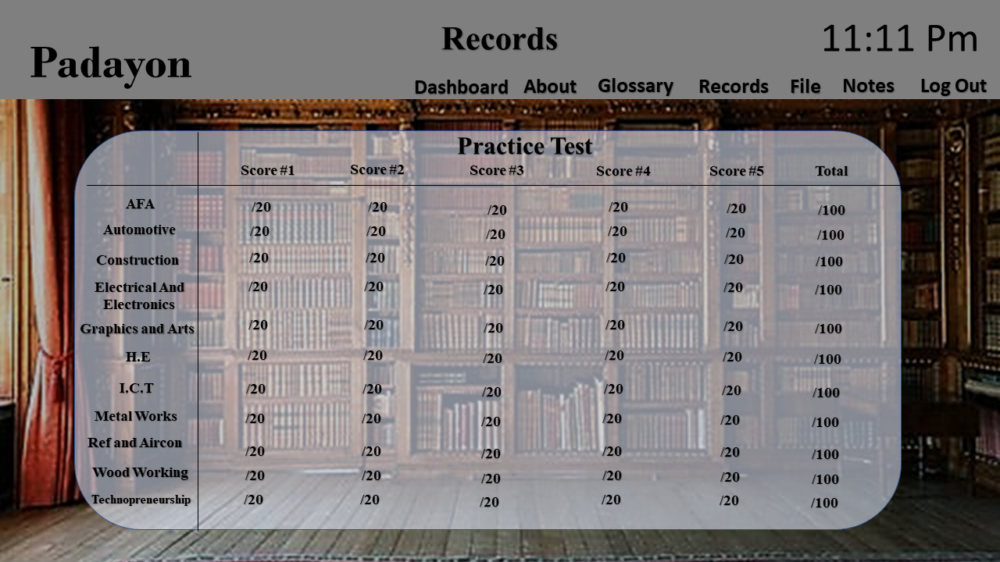 Records
11:11 Pm
Padayon
Dashboard About Glossary Records File Notes Log Out
Practice Test
Score #1 Score #2 Score #3 Score #4 Score #5 Total
AFA /20 /20 /20 /20 /20 /100
Automotive /20 /20 /20 /20 /20 /100
Construction /20 /20 /20 /20 /20 /100
Electrical And
Electronics /20 /20 /20 /20 /20 /100
Graphics and Arts /20 /20 /20 /20 /20 /100
H.E /20 /20 /20 /20 /20 /100
I.C.T /20 /20 /20 /20 /20 /100
Metal Works /20 /20 /20 /20 /20 /100
Ref and Aircon /20 /20 /20 /20 /20 /100
Wood Working /20 /20 /20 /20 /20 /100
Technopreneurship /20 /20 /20 /20 /20 /100